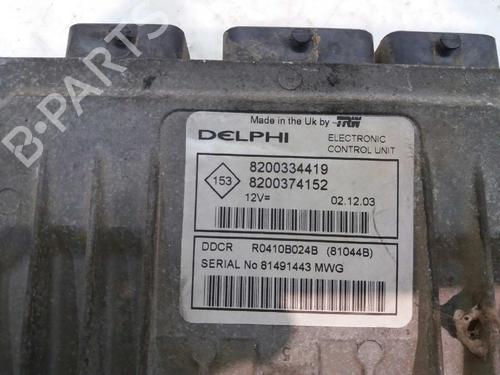 B-PARTS
Made in the Uk by TRW
DELPHI
ELECTRONIC
CONTROL UNIT
153
8200334419
8200374152
12V= 02.12.03
DDCR R0410B024B (81044B)
SERIAL No 81491443 MWG